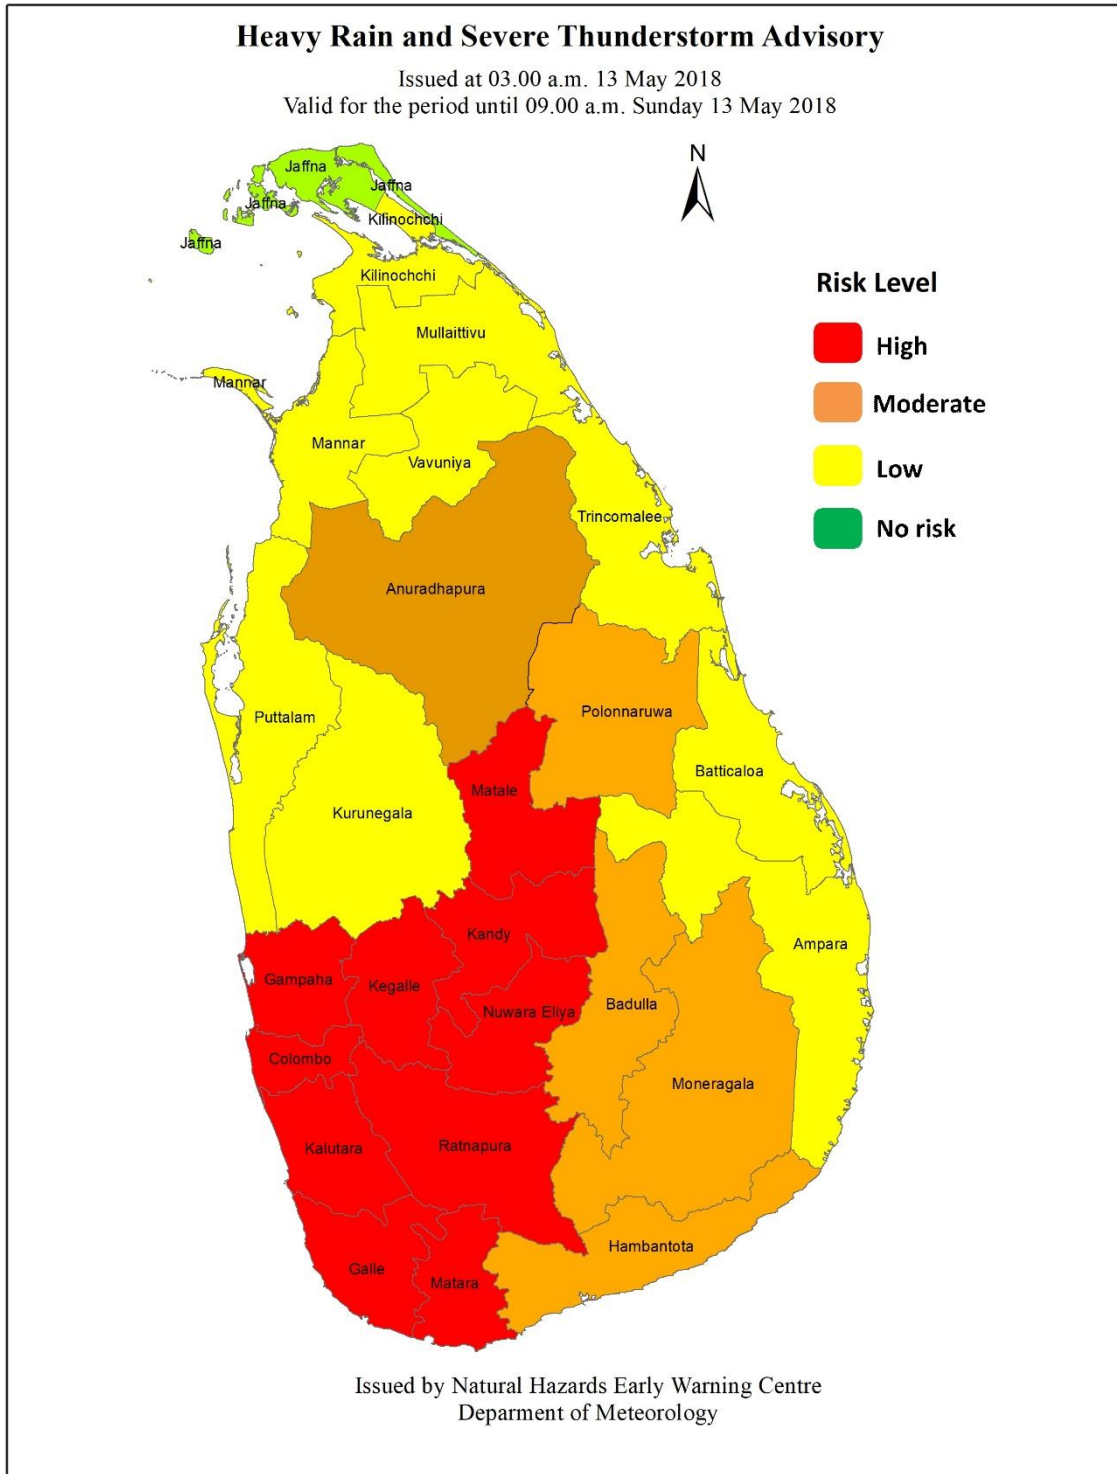 Heavy Rain and Severe Thunderstorm Advisory
Issued at 03.00 a.m. 13 May 2018
Valid for the period until 09.00 a.m. Sunday 13 May 2018
N
Jaffna
Jaffna
Jaffna
Kilinochchi
Jaffna
Kilinochchi
Risk Level
Mullaittivu
High
Mannar
Moderate
Mannar
Vavuniya
Low
Trincomalee
No risk
Anuradhapura
Polonnaruwa
Puttalam
Batticaloa
Matale
Kurunegala
Kandy
Ampara
Gampaha
Kegalle
Badulla
Nuwara Eliya
Colombo
Moneragala
Ratnapura
Kalutara
Hambantota
Galle
Matara
Issued by Natural Hazards Early Warning Centre
Deparment of Meteorology